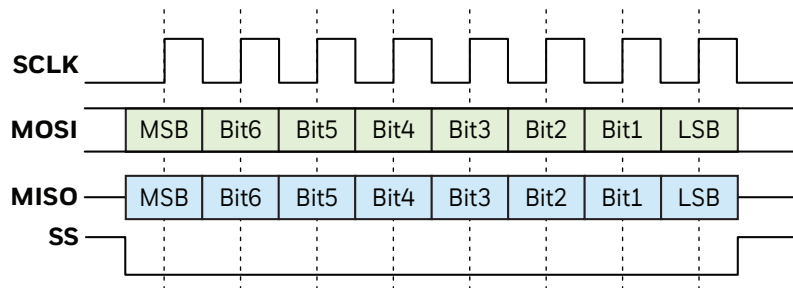 SCLK
MOSI MSB Bit6 Bit5 Bit4 Bit3 Bit2 Bit1 LSB
MISO MSB Bit6 Bit5 Bit4 Bit3 Bit2 Bit1 LSB
SS